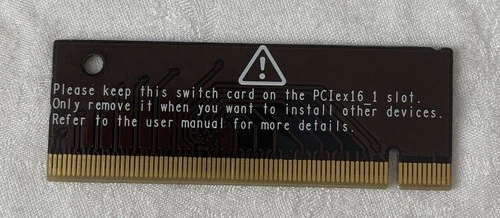 Please keep this switch card on the PCIex16_1 slot.
Only remove it when you want to install other devices.
Refer to the user manual for more details.